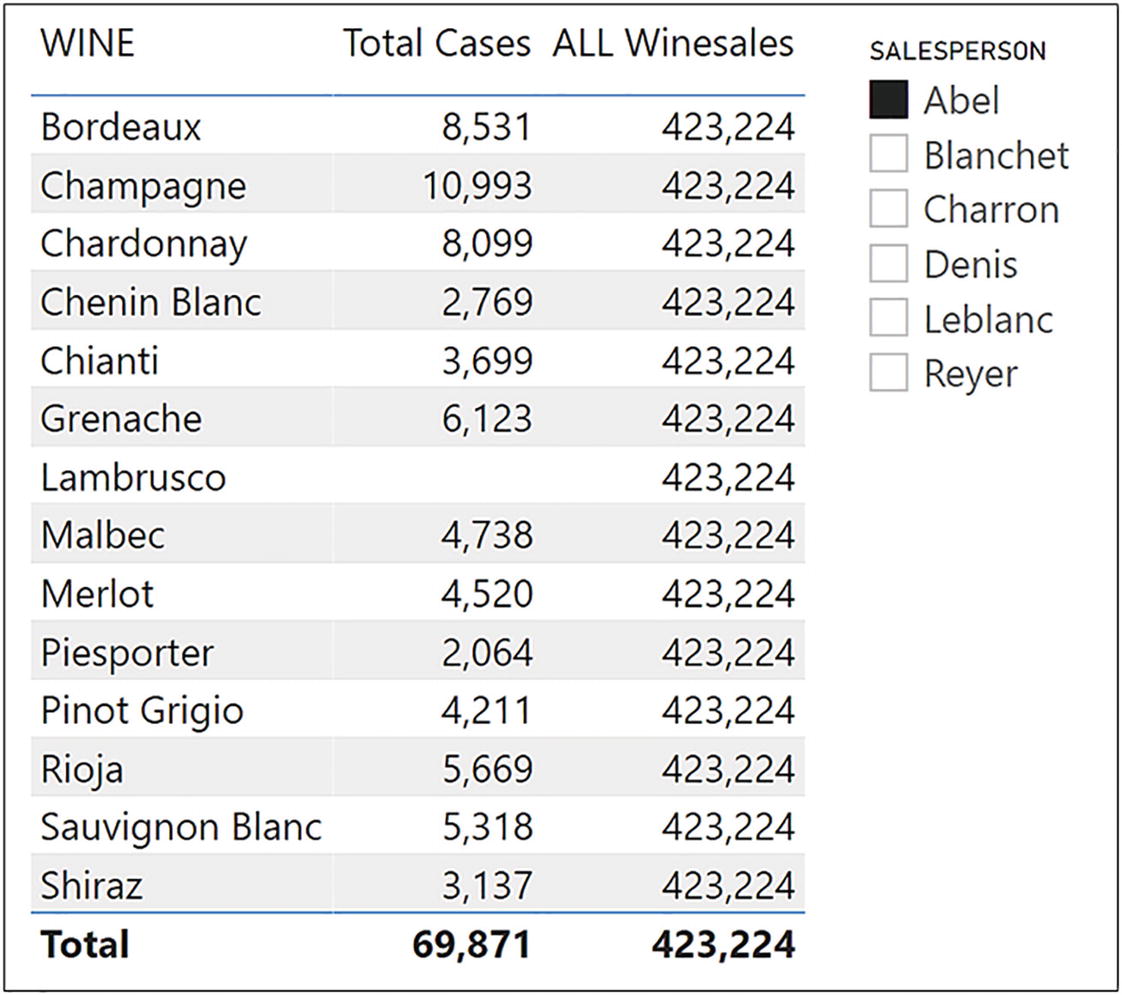 WINE Total Cases ALL Winesales
Bordeaux 8,531 423,224
Champagne 10,993 423,224
Chardonnay 8,099 423,224
Chenin Blanc 2,769 423,224
Chianti 3,699 423,224
Grenache 6,123 423,224
Lambrusco 423,224
Malbec 4,738 423,224
Merlot 4,520 423,224
Piesporter 2,064 423,224
Pinot Grigio 4,211 423,224
Rioja 5,669 423,224
Sauvignon Blanc 5,318 423,224
Shiraz 3,137 423,224
Total 69,871 423,224
SALESPERSON
Abel
Blanchet
Charron
Denis
Leblanc
Reyer